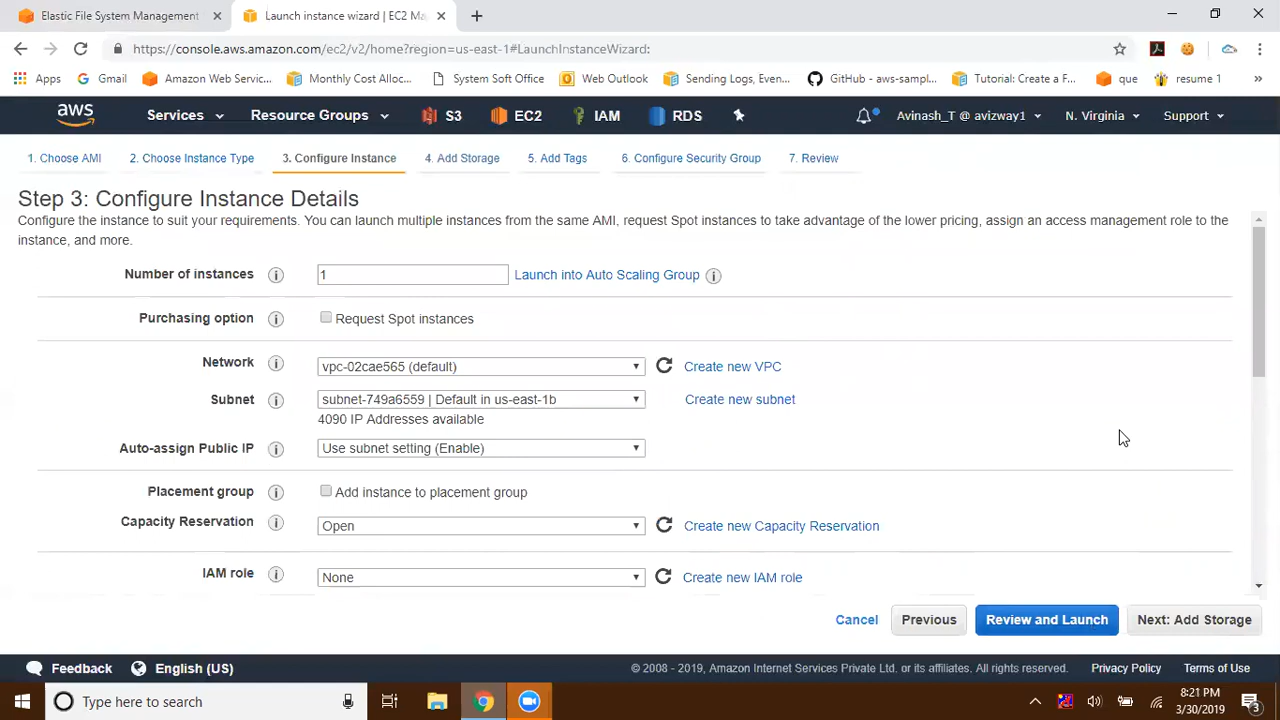 Elastic File System Management
Launch instance wizard | EC2 Ma
https://console.aws.amazon.com/ec2/v2/home?region=us-east-1#LaunchInstanceWizard:
Apps Gmail Amazon Web Servic... Monthly Cost Alloc... System Soft Office Web Outlook Sending Logs, Even... GitHub - aws-sampl... Tutorial: Create a F... que resume 1 »
aws Services Resource Groups S3 EC2 IAM RDS Avinash_T @ avizway1 N. Virginia Support
1. Choose AMI 2. Choose Instance Type 3. Configure Instance 4. Add Storage 5. Add Tags 6. Configure Security Group 7. Review
Step 3: Configure Instance Details
Configure the instance to suit your requirements. You can launch multiple instances from the same AMI, request Spot instances to take advantage of the lower pricing, assign an access management role to the
instance, and more.
Number of instances i 1 Launch into Auto Scaling Group i
Purchasing option i Request Spot instances
Network i vpc-02cae565 (default) Create new VPC
Subnet i subnet-749a6559 | Default in us-east-1b Create new subnet
4090 IP Addresses available
Auto-assign Public IP i Use subnet setting (Enable)
Placement group i Add instance to placement group
Capacity Reservation i Open Create new Capacity Reservation
IAM role i None Create new IAM role
Cancel Previous Review and Launch Next: Add Storage
Feedback English (US) © 2008 - 2019, Amazon Internet Services Private Ltd. or its affiliates. All rights reserved. Privacy Policy Terms of Use
Type here to search
8:21 PM
3/30/2019
3